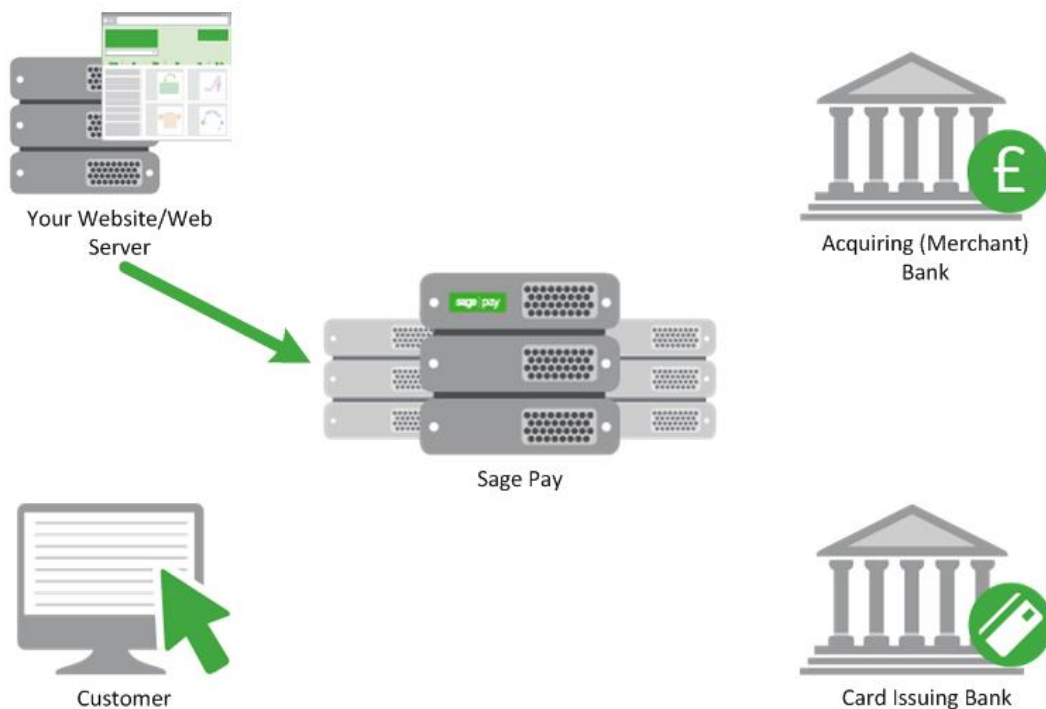 Your Website/Web
Server
Acquiring (Merchant)
Bank
£
sage pay
Sage Pay
Customer
Card Issuing Bank